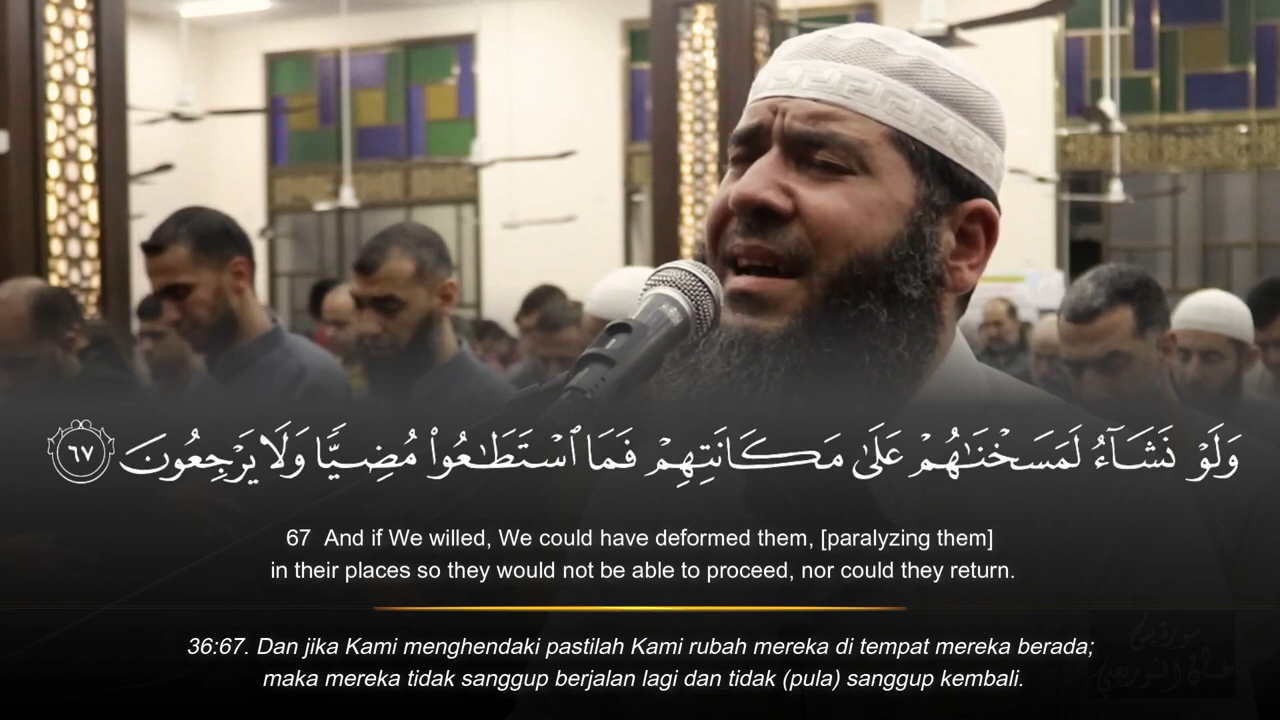 وَلَوْ نَشَآءُ لَمَسَخْنَٰهُمْ عَلَىٰ مَكَانَتِهِمْ فَمَا ٱسْتَطَٰعُوا۟ مُضِيًّا وَلَا يَرْجِعُونَ ٦٧
67 And if We willed, We could have deformed them, [paralyzing them]
in their places so they would not be able to proceed, nor could they return.
36:67. Dan jika Kami menghendaki pastilah Kami rubah mereka di tempat mereka berada;
maka mereka tidak sanggup berjalan lagi dan tidak (pula) sanggup kembali.